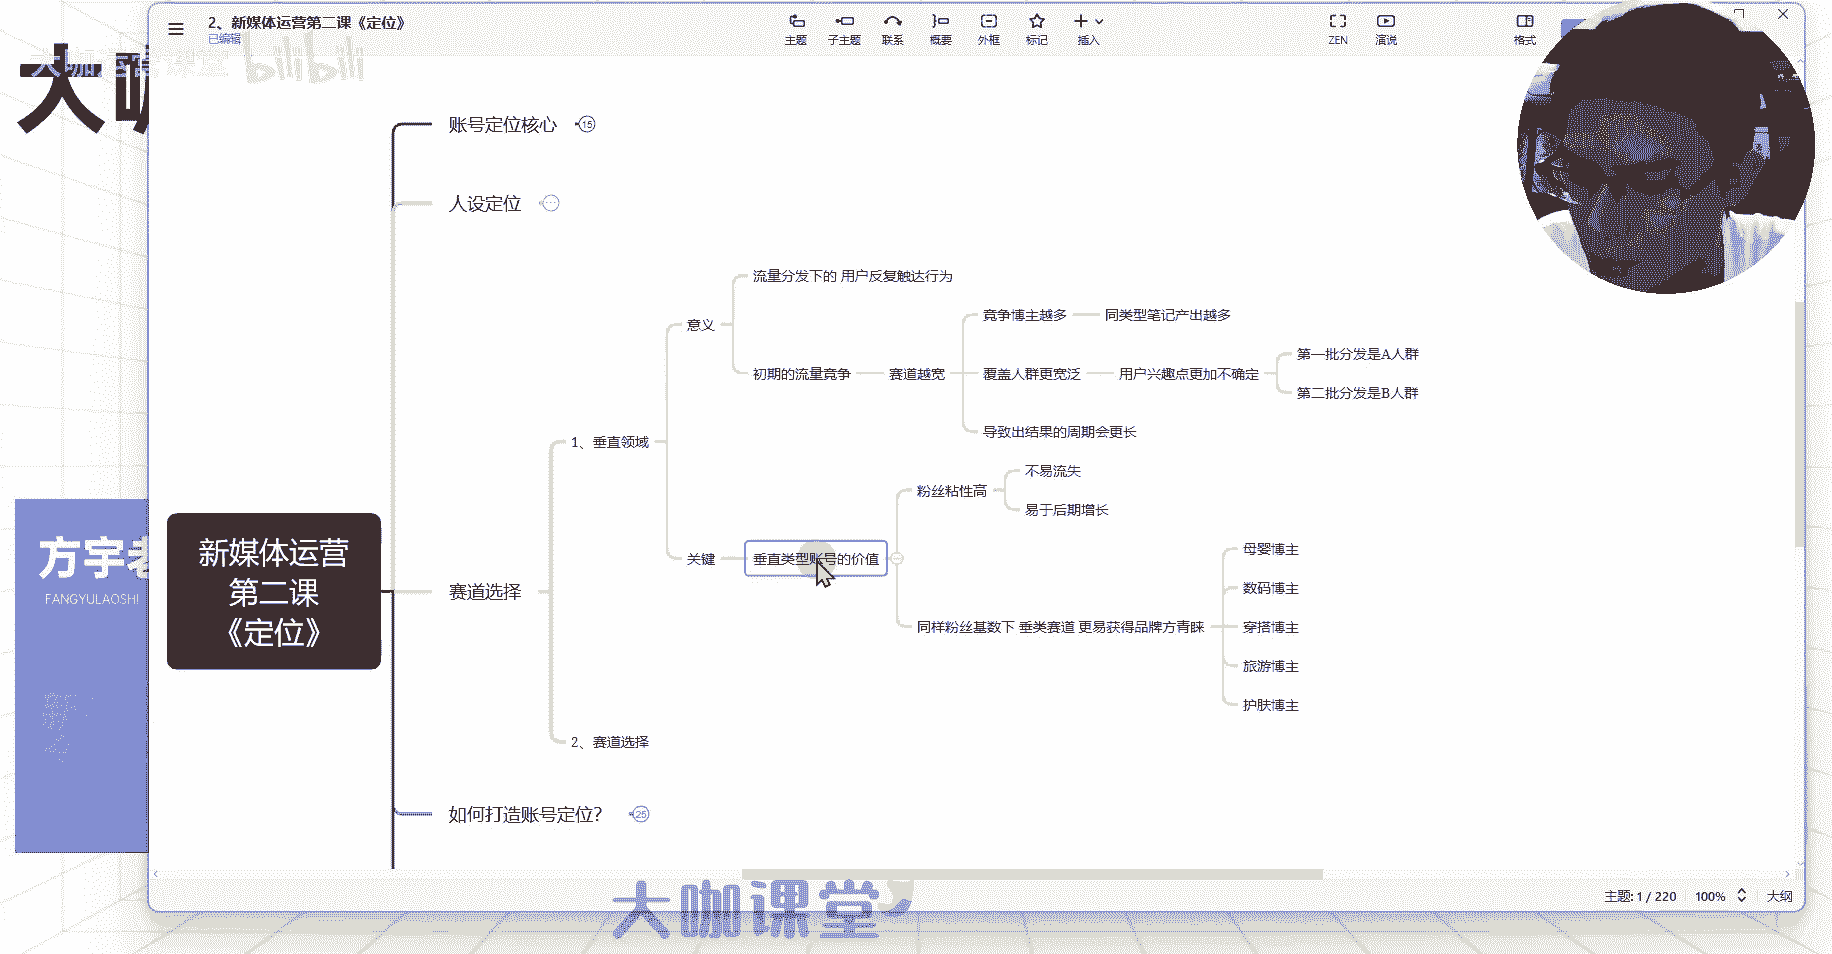 2、新媒体运营第二课《定位》
已编辑
主题
子主题
联系
概要
外框
标记
插入
ZEN
演说
格式
大咖课堂
bilibili
账号定位核心
15
人设定位
流量分发下的 用户反复触达行为
意义
竞争博主越多
同类型笔记产出越多
初期的流量竞争
赛道越宽
覆盖人群更宽泛
用户兴趣点更加不确定
第一批分发是A人群
第二批分发是B人群
导致出结果的周期会更长
1、垂直领域
不易流失
粉丝粘性高
易于后期增长
关键
垂直类型账号的价值
母婴博主
数码博主
同样粉丝基数下 垂类赛道 更易获得品牌方青睐
穿搭博主
旅游博主
护肤博主
新媒体运营
第二课
《定位》
赛道选择
2、赛道选择
如何打造账号定位?
25
方宇老
FANGYULAOSHI
大咖课堂
主题: 1 / 220
100%
大纲